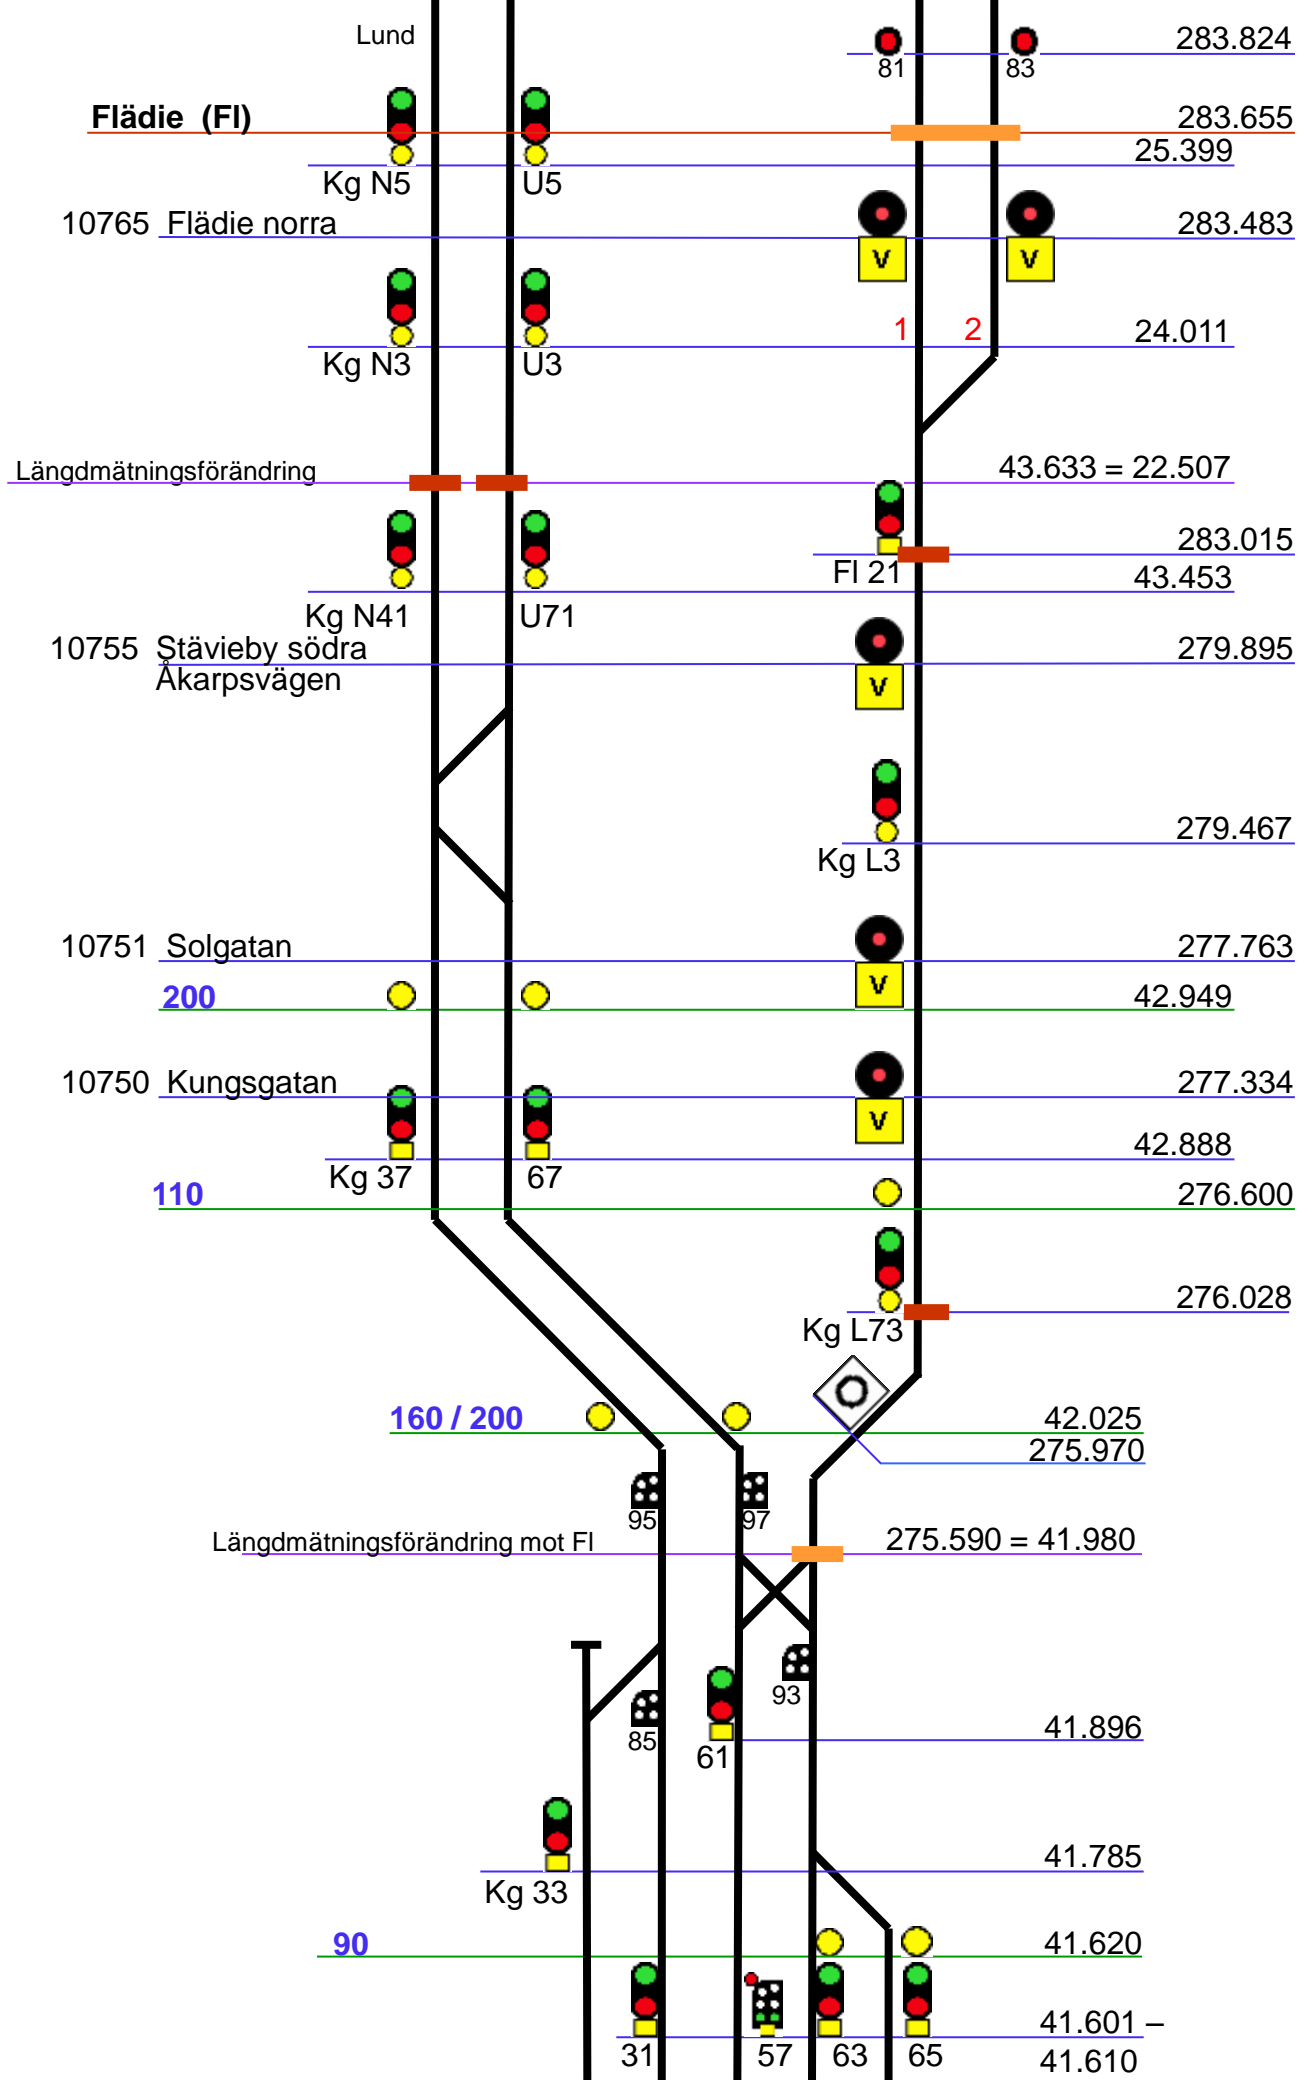 Lund
283.824
81 83
Flädie (Fl) 283.655
25.399
Kg N5 U5
10765 Flädie norra 283.483
V V
1 2 24.011
Kg N3 U3
Längdmätningsförändring 43.633 = 22.507
283.015
Fl 21
43.453
Kg N41 U71
10755 Stävieby södra 279.895
Åkarpsvägen
V
279.467
Kg L3
10751 Solgatan 277.763
V
200 42.949
10750 Kungsgatan 277.334
V
42.888
Kg 37 67
110 276.600
276.028
Kg L73
160 / 200 42.025
275.970
95 97
Längdmätningsförändring mot Fl 275.590 = 41.980
93
85
61 41.896
41.785
Kg 33
90 41.620
41.601 –
31 57 63 65
41.610